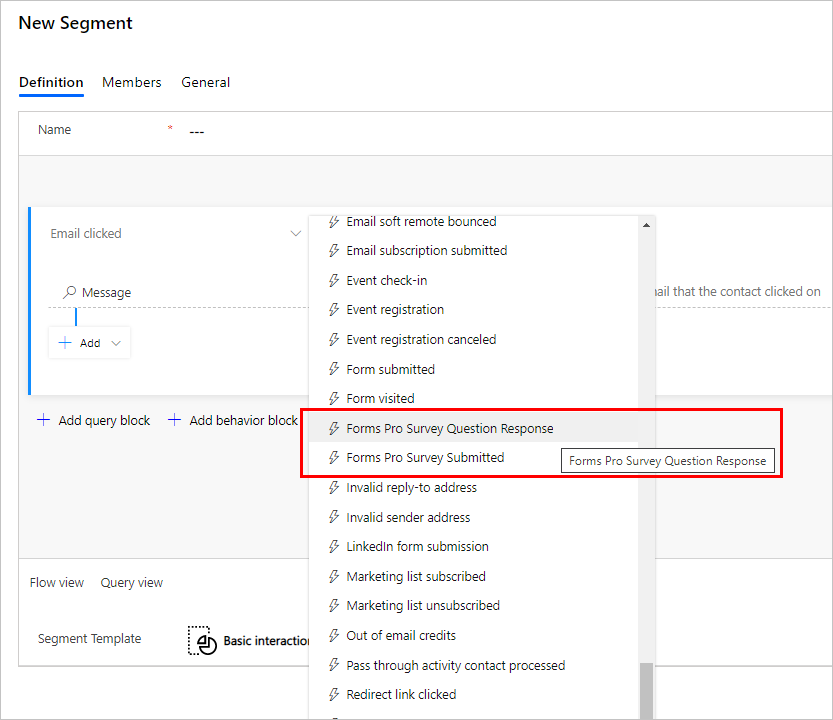 New Segment
Definition Members General
Name * ---
Email clicked
Message
mail that the contact clicked on
Add
Add query block Add behavior block
Email soft remote bounced
Email subscription submitted
Event check-in
Event registration
Event registration canceled
Form submitted
Form visited
Forms Pro Survey Question Response
Forms Pro Survey Submitted
Forms Pro Survey Question Response
Invalid reply-to address
Invalid sender address
LinkedIn form submission
Marketing list subscribed
Marketing list unsubscribed
Out of email credits
Pass through activity contact processed
Redirect link clicked
Flow view Query view
Segment Template
Basic interaction